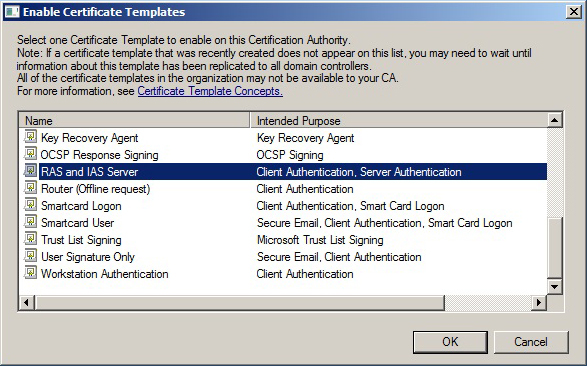 Enable Certificate Templates
Select one Certificate Template to enable on this Certification Authority.
Note: If a certificate template that was recently created does not appear on this list, you may need to wait until
information about this template has been replicated to all domain controllers.
All of the certificate templates in the organization may not be available to your CA.
For more information, see Certificate Template Concepts.
Name Intended Purpose
Key Recovery Agent Key Recovery Agent
OCSP Response Signing OCSP Signing
RAS and IAS Server Client Authentication, Server Authentication
Router (Offline request) Client Authentication
Smartcard Logon Client Authentication, Smart Card Logon
Smartcard User Secure Email, Client Authentication, Smart Card Logon
Trust List Signing Microsoft Trust List Signing
User Signature Only Secure Email, Client Authentication
Workstation Authentication Client Authentication
OK Cancel